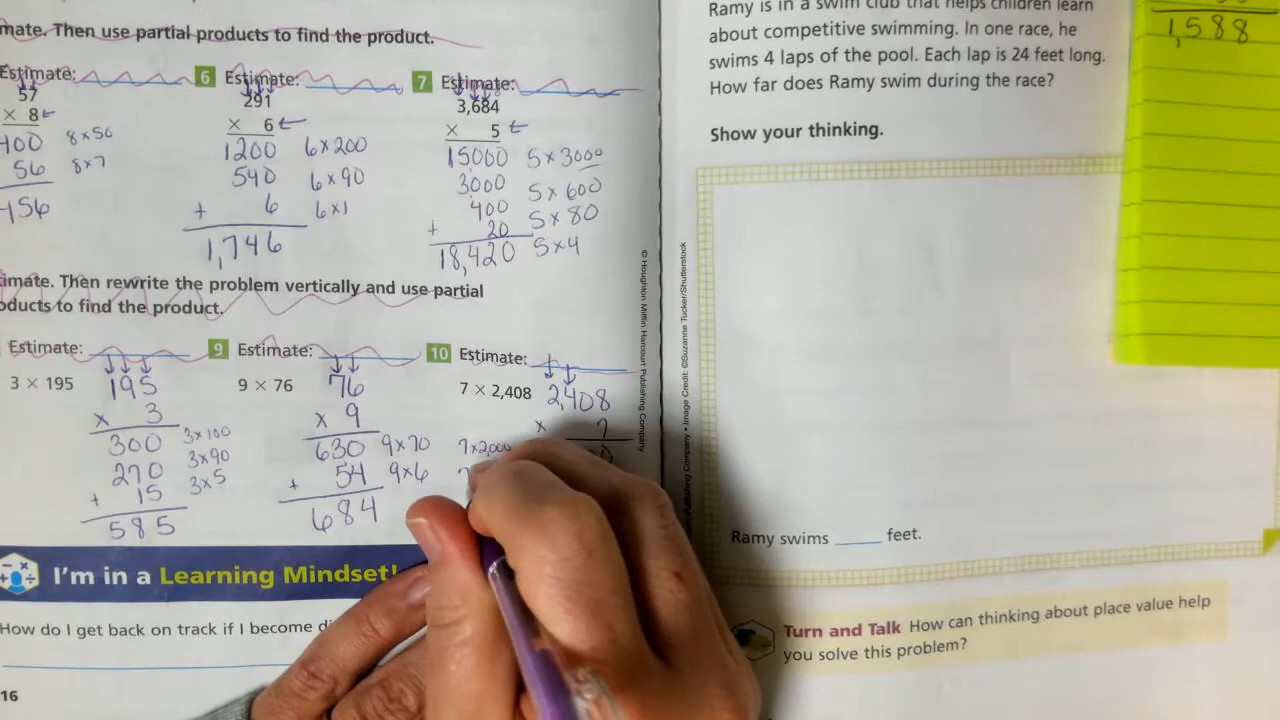 mate. Then use partial products to find the product.
Estimate:
57
× 8
400 8×50
56 8×7
456
6 Estimate:
291
× 6
1200 6×200
540 6×90
+ 6 6×1
1,746
7 Estimate:
3,684
× 5
15000 5×3000
3000 5×600
400 5×80
+ 20 5×4
18,420
imate. Then rewrite the problem vertically and use partial
oducts to find the product.
Estimate:
3 × 195 195
× 3
300 3×100
270 3×90
+ 15 3×5
585
9 Estimate:
9 × 76 76
× 9
630 9×70
+ 54 9×6
684
10 Estimate:
7 × 2,408 2,408
× 7
7×2,000
I'm in a Learning Mindset!
How do I get back on track if I become
16
© Houghton Mifflin Harcourt Publishing Company
Publishing Company • Image Credit: ©Suzanne Tucker/Shutterstock
Ramy is in a swim club that helps children learn
about competitive swimming. In one race, he
swims 4 laps of the pool. Each lap is 24 feet long.
How far does Ramy swim during the race?
Show your thinking.
Ramy swims ____ feet.
Turn and Talk How can thinking about place value help
you solve this problem?
1,588